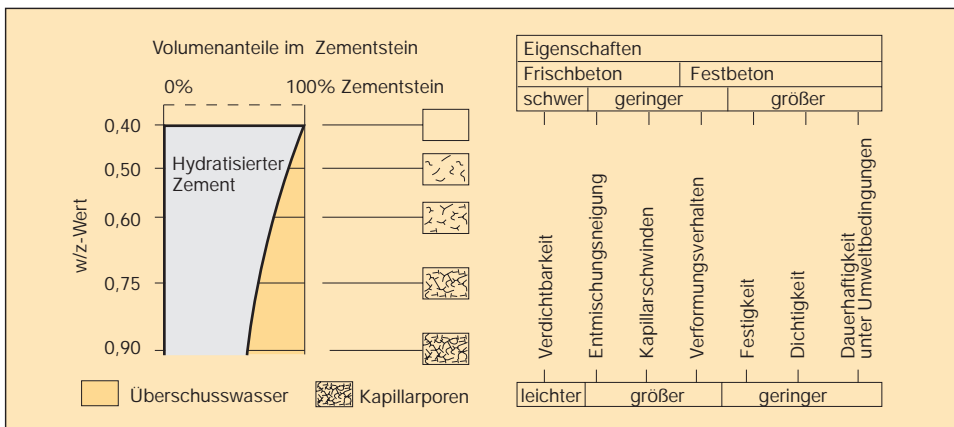 Volumenanteile im Zementstein
0% 100% Zementstein
0,40
0,50
0,60
0,75
0,90
w/z-Wert
Hydratisierter
Zement
Überschusswasser
Kapillarporen
Eigenschaften
Frischbeton Festbeton
schwer geringer größer
Verdichtbarkeit
Entmischungsneigung
Kapillarschwinden
Verformungsverhalten
Festigkeit
Dichtigkeit
Dauerhaftigkeit
unter Umweltbedingungen
leichter größer geringer